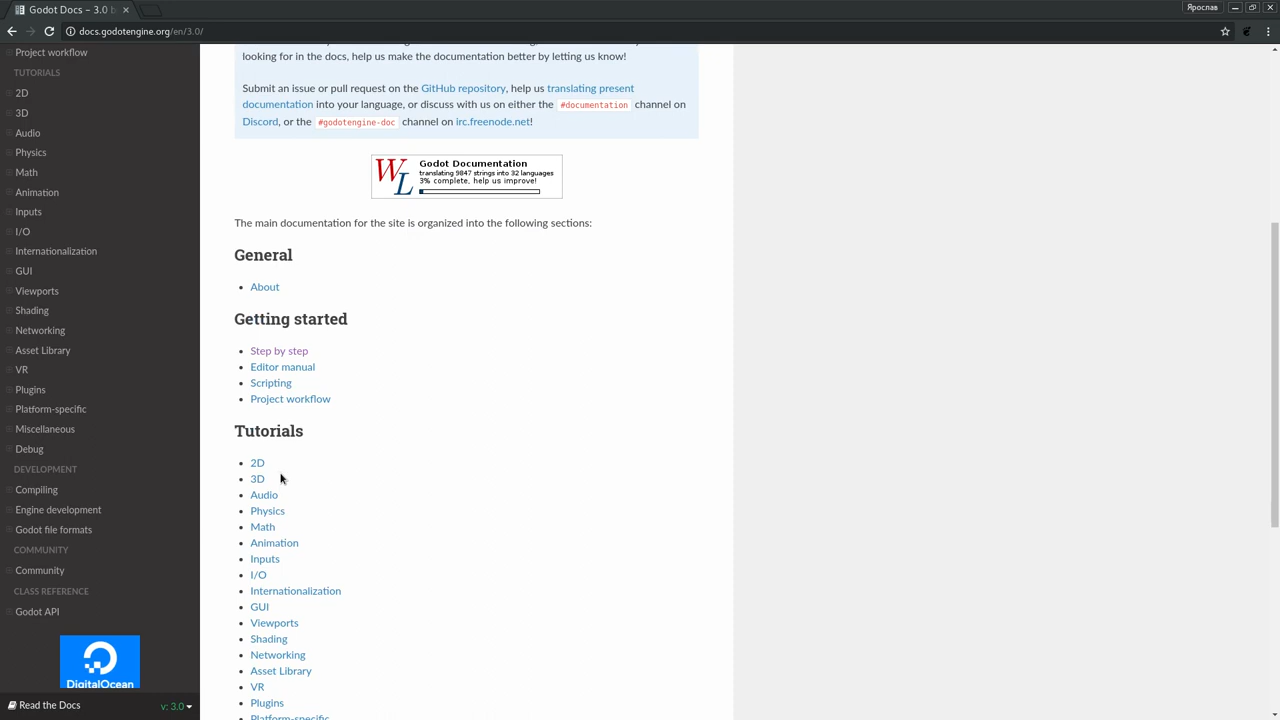 Godot Docs – 3.0 b
Ярослав
docs.godotengine.org/en/3.0/
Project workflow
TUTORIALS
2D
3D
Audio
Physics
Math
Animation
Inputs
I/O
Internationalization
GUI
Viewports
Shading
Networking
Asset Library
VR
Plugins
Platform-specific
Miscellaneous
Debug
DEVELOPMENT
Compiling
Engine development
Godot file formats
COMMUNITY
Community
CLASS REFERENCE
Godot API
DigitalOcean
Read the Docs
v: 3.0
looking for in the docs, help us make the documentation better by letting us know!
Submit an issue or pull request on the GitHub repository, help us translating present
documentation into your language, or discuss with us on either the #documentation channel on
Discord, or the #godotengine-doc channel on irc.freenode.net!
WL
Godot Documentation
translating 9847 strings into 32 languages
3% complete, help us improve!
The main documentation for the site is organized into the following sections:
General
• About
Getting started
• Step by step
• Editor manual
• Scripting
• Project workflow
Tutorials
• 2D
• 3D
• Audio
• Physics
• Math
• Animation
• Inputs
• I/O
• Internationalization
• GUI
• Viewports
• Shading
• Networking
• Asset Library
• VR
• Plugins
• Platform-specific